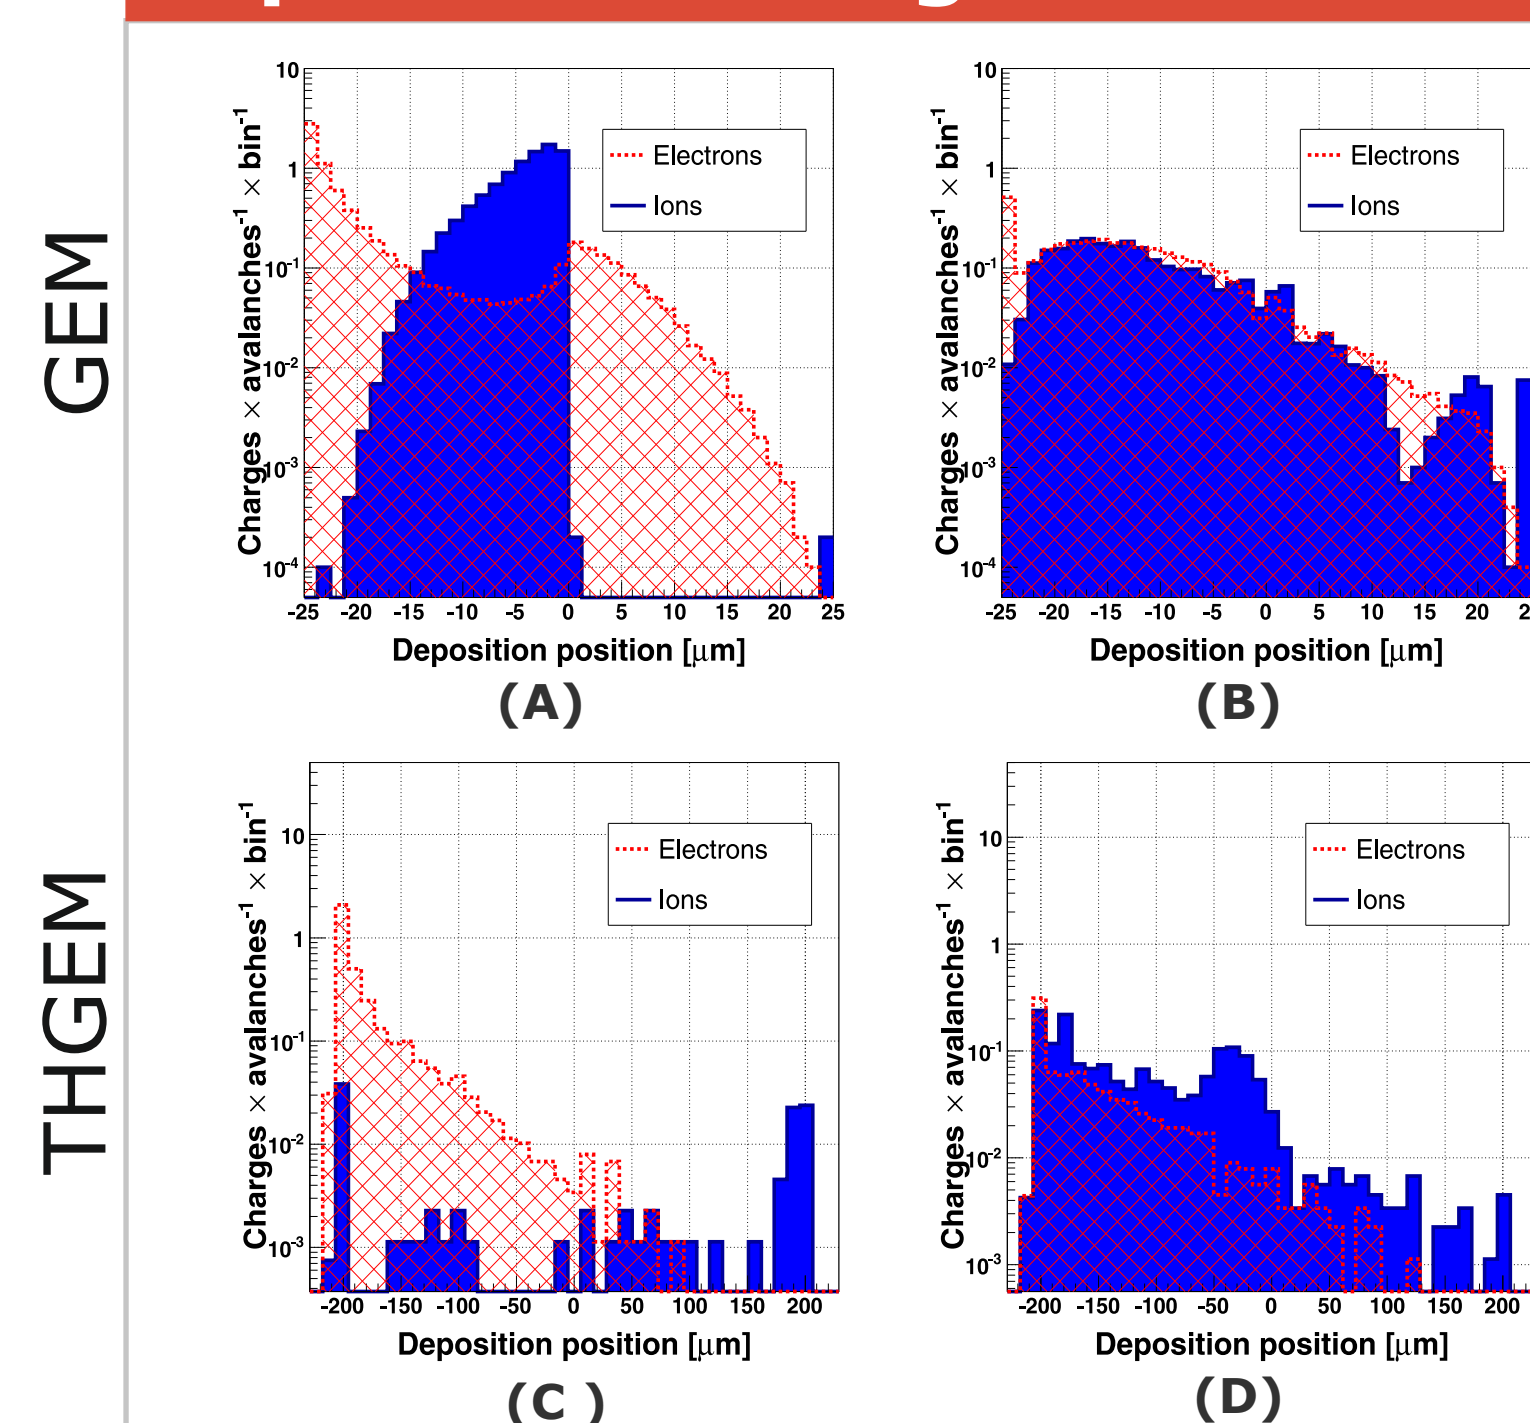 GEM
THGEM
10
1
10-1
10-2
10-3
10-4
Charges × avalanches-1 × bin-1
Electrons
Ions
-25 -20 -15 -10 -5 0 5 10 15 20 25
Deposition position [μm]
(A)
10
1
10-1
10-2
10-3
10-4
Charges × avalanches-1 × bin-1
Electrons
Ions
-25 -20 -15 -10 -5 0 5 10 15 20
Deposition position [μm]
(B)
10
1
10-1
10-2
10-3
Charges × avalanches-1 × bin-1
Electrons
Ions
-200 -150 -100 -50 0 50 100 150 200
Deposition position [μm]
(C )
10
1
10-1
10-2
10-3
Charges × avalanches-1 × bin-1
Electrons
Ions
-200 -150 -100 -50 0 50 100 150 200
Deposition position [μm]
(D)